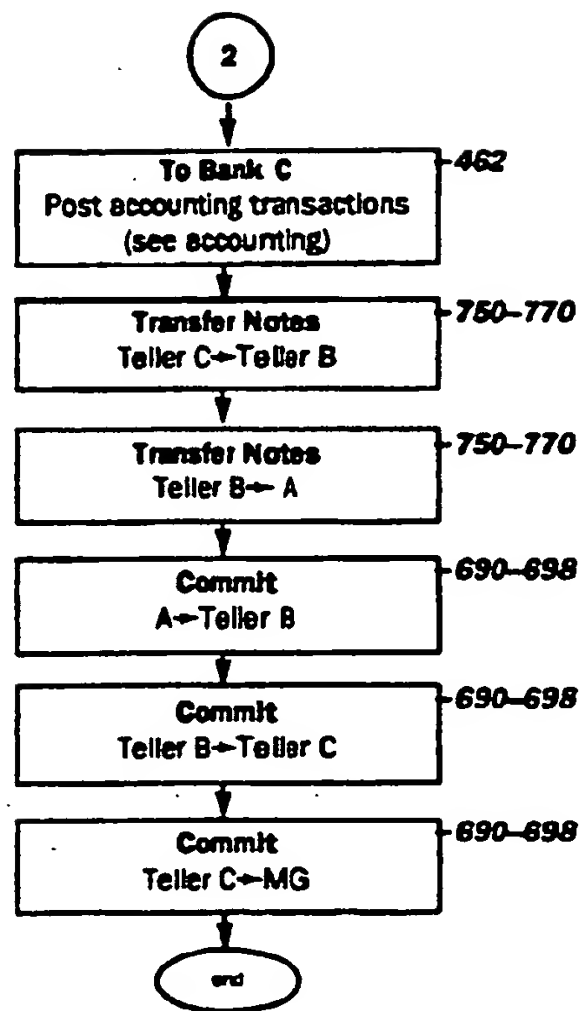 2
To Bank C
Post accounting transactions
(see accounting)
462
Transfer Notes
Teller C→Teller B
750–770
Transfer Notes
Teller B→ A
750–770
Commit
A→Teller B
690–698
Commit
Teller B→Teller C
690–698
Commit
Teller C→MG
690–698
end